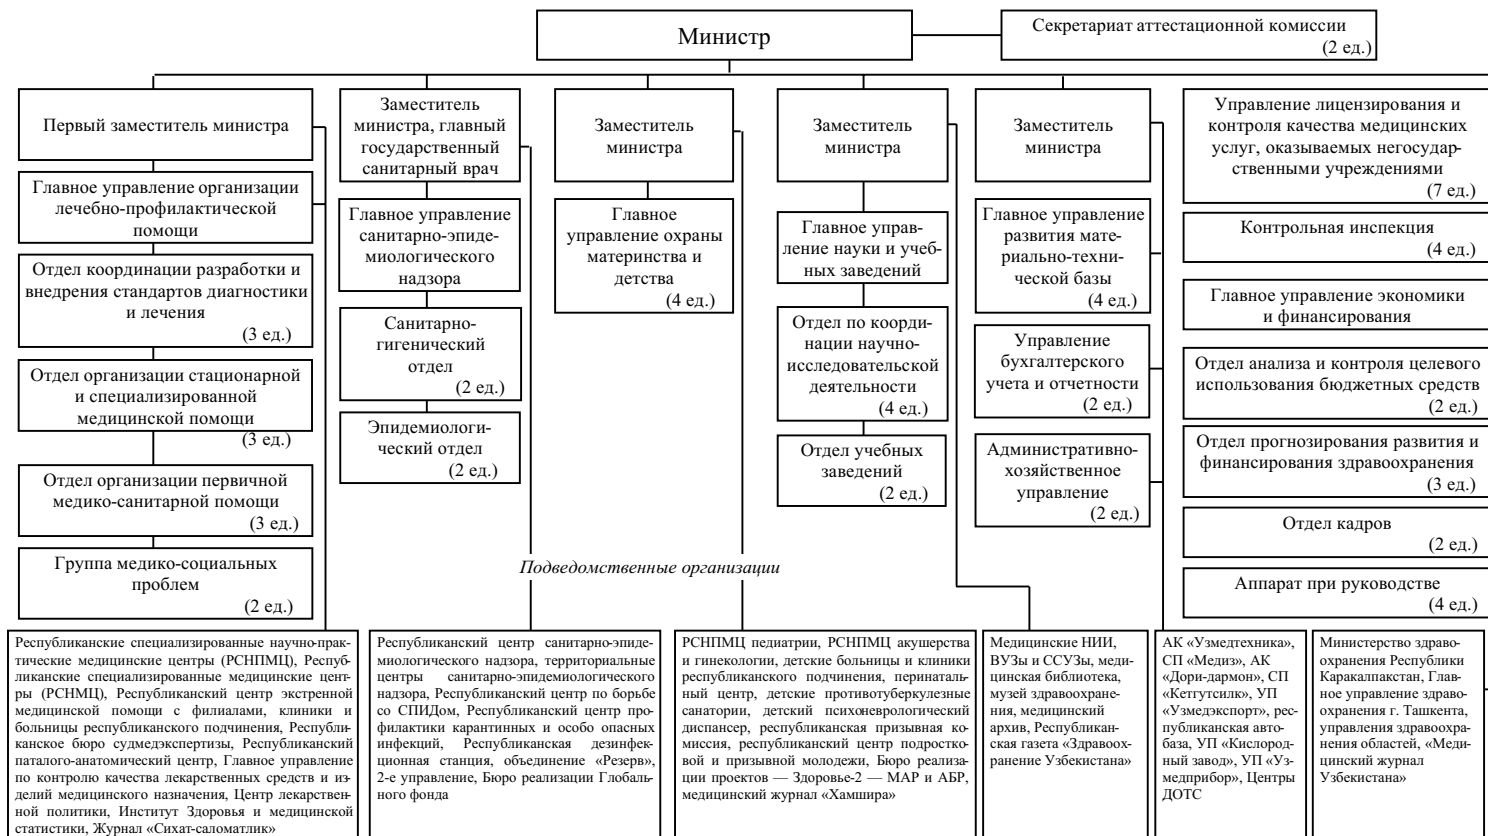 Министр
Секретариат аттестационной комиссии
(2 ед.)
Первый заместитель министра
Главное управление организации
лечебно-профилактической
помощи
Отдел координации разработки и
внедрения стандартов диагностики
и лечения
(3 ед.)
Отдел организации стационарной
и специализированной
медицинской помощи
(3 ед.)
Отдел организации первичной
медико-санитарной помощи
(3 ед.)
Группа медико-социальных
проблем
(2 ед.)
Заместитель
министра, главный
государственный
санитарный врач
Главное управление
санитарно-эпиде-
миологического
надзора
Санитарно-
гигенический
отдел
(2 ед.)
Эпидемиологи-
ческий отдел
(2 ед.)
Заместитель
министра
Главное
управление охраны
материнства и
детства
(4 ед.)
Заместитель
министра
Главное управ-
ление науки и учеб-
ных заведений
Отдел по коорди-
нации научно-
исследовательской
деятельности
(4 ед.)
Отдел учебных
заведений
(2 ед.)
Заместитель
министра
Главное управление
развития мате-
риально-техни-
ческой базы
(4 ед.)
Управление
бухгалтерского
учета и отчетности
(2 ед.)
Административно-
хозяйственное
управление
(2 ед.)
Управление лицензирования и
контроля качества медицинских
услуг, оказываемых негосудар-
ственными учреждениями
(7 ед.)
Контрольная инспекция
(4 ед.)
Главное управление экономики
и финансирования
Отдел анализа и контроля целевого
использования бюджетных средств
(2 ед.)
Отдел прогнозирования развития и
финансирования здравоохранения
(3 ед.)
Отдел кадров
(2 ед.)
Аппарат при руководстве
(4 ед.)
Подведомственные организации
Республиканские специализированные научно-прак-
тические медицинские центры (РСНПМЦ), Респуб-
ликанские специализированные медицинские цент-
ры (РСНМЦ), Республиканский центр экстренной
медицинской помощи с филиалами, клиники и
больницы республиканского подчинения, Республи-
канское бюро судмедэкспертизы, Республиканский
паталого-анатомический центр, Главное управление
по контролю качества лекарственных средств и из-
делий медицинского назначения, Центр лекарствен-
ной политики, Институт Здоровья и медицинской
статистики, Журнал «Сихат-саломатлик»
Республиканский центр санитарно-эпиде-
миологического надзора, территориальные
центры санитарно-эпидемиологического
надзора, Республиканский центр по борьбе
со СПИДом, Республиканский центр про-
филактики карантинных и особо опасных
инфекций, Республиканская дезинфек-
ционная станция, объединение «Резерв»,
2-е управление, Бюро реализации Глобаль-
ного фонда
РСНПМЦ педиатрии, РСНППМЦ акушерства
и гинекологии, детские больницы и клиники
республиканского подчинения, перинаталь-
ный центр, детские противотуберкулезные
санатории, детский психоневрологический
диспансер, республиканская призывная ко-
миссия, республиканский центр подростко-
вой и призывной молодежи, Бюро реали-
зации проектов — Здоровье-2 — МАР и АБР,
медицинский журнал «Хамшира»
Медицинские НИИ,
ВУЗы и ССУЗы, меди-
цинская библиотека,
музей здравоохране-
ния, медицинский
архив, Республикан-
ская газета «Здравоох-
ранение Узбекистана»
АК «Узмедтехника»,
СП «Медиз», АК
«Дори-дармон», СП
«Кетгутсилк», УП
«Узмедэкспорт», рес-
публиканская авто-
база, УП «Кислород-
ный завод», УП «Уз-
медприбор», Центры
ДОТС
Министерство здраво-
охранения Республики
Каракалпакстан, Глав-
ное управление здраво-
охранения г. Ташкента,
управления здравоох-
ранения областей, «Меди-
цинский журнал
Узбекистана»